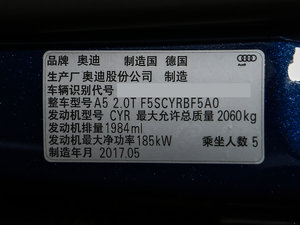 品牌 奥迪 制造国 德国
生产厂 奥迪股份公司 制造
车辆识别代号
整车型号 A5 2.0T F5SCYRBF5A0
发动机型号 CYR 最大允许总质量 2060kg
发动机排量 1984ml
发动机最大净功率 185kW 乘坐人数 5
制造年月 2017.05
Audi